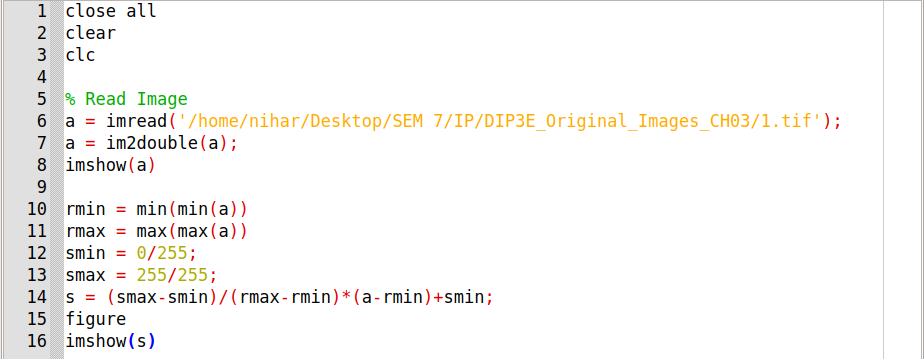 1 close all
2 clear
3 clc
4
5 % Read Image
6 a = imread('/home/nihar/Desktop/SEM 7/IP/DIP3E_Original_Images_CH03/1.tif');
7 a = im2double(a);
8 imshow(a)
9
10 rmin = min(min(a))
11 rmax = max(max(a))
12 smin = 0/255;
13 smax = 255/255;
14 s = (smax-smin)/(rmax-rmin)*(a-rmin)+smin;
15 figure
16 imshow(s)